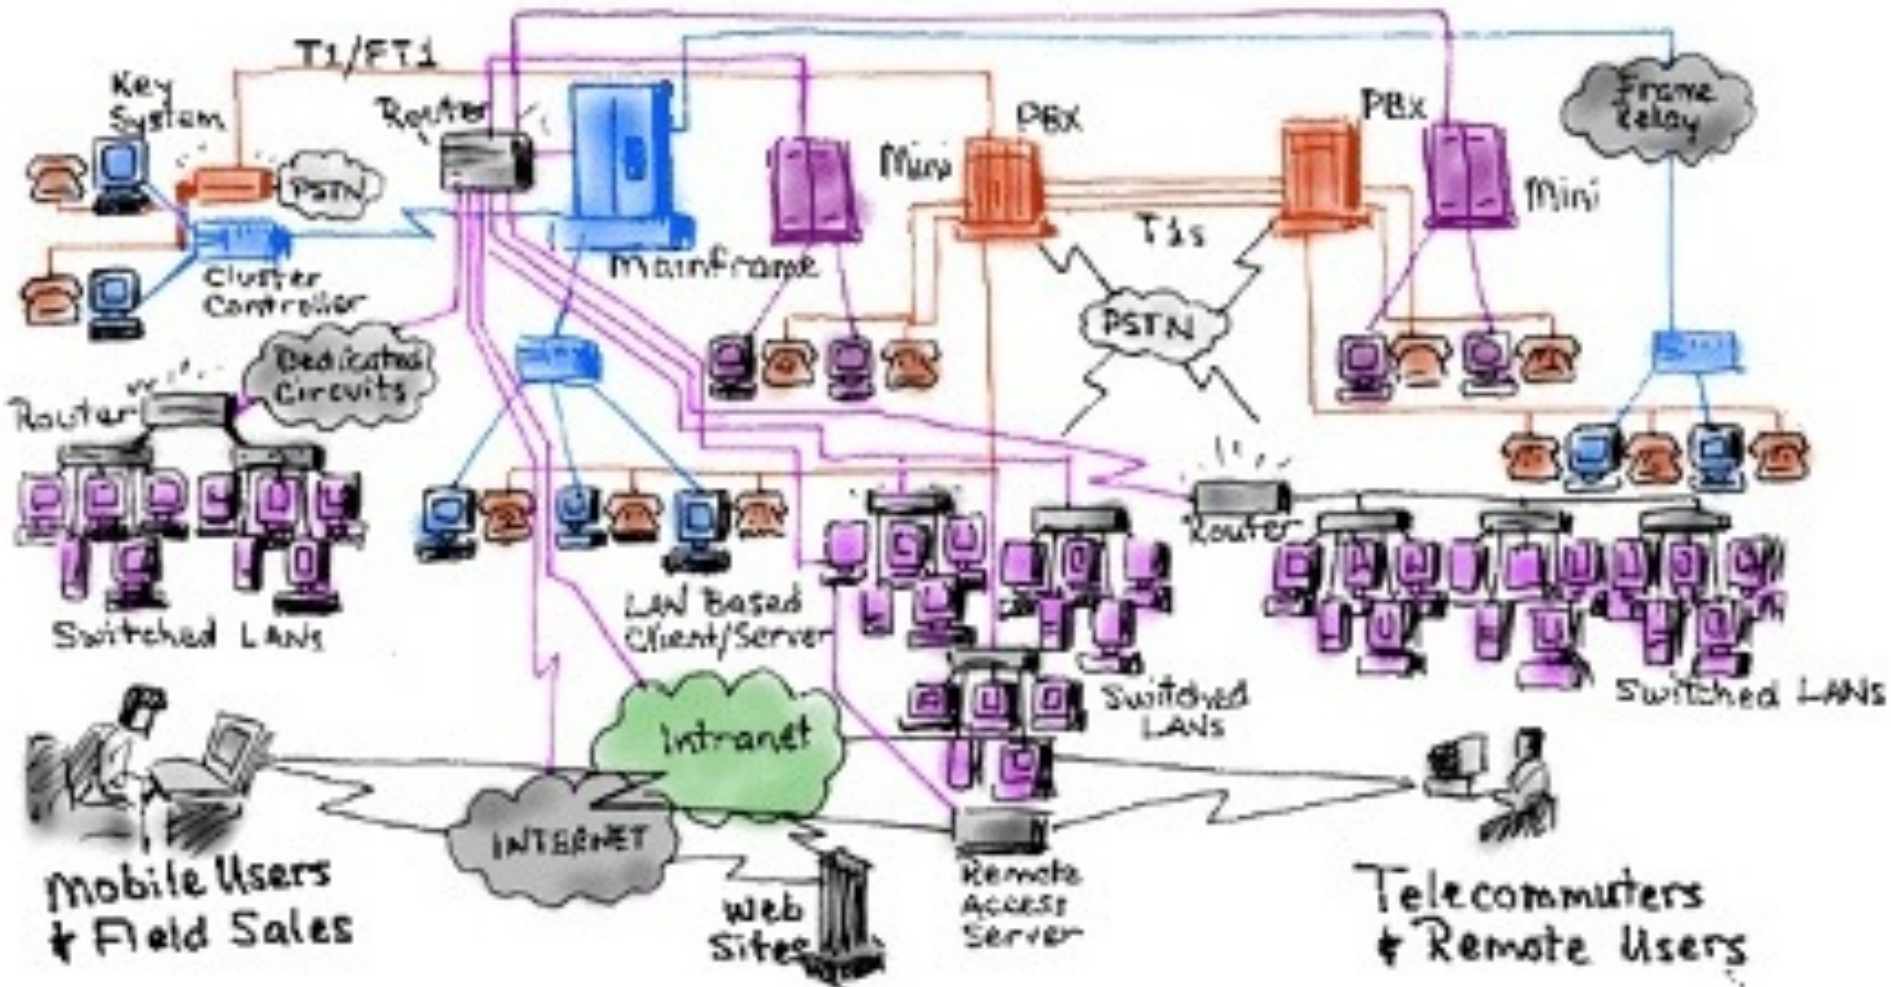 T1/FT1
Key
System
Router
PBX
PBX
Frame
Relay
PSTN
Mini
Mini
T1s
Cluster
Controller
Mainframe
PSTN
Dedicated
Circuits
Router
Router
LAN Based
Client/Server
Switched LANs
Switched
LANs
Switched LANs
Intranet
INTERNET
Mobile Users
& Field Sales
Web
Sites
Remote
Access
Server
Telecommuters
& Remote Users